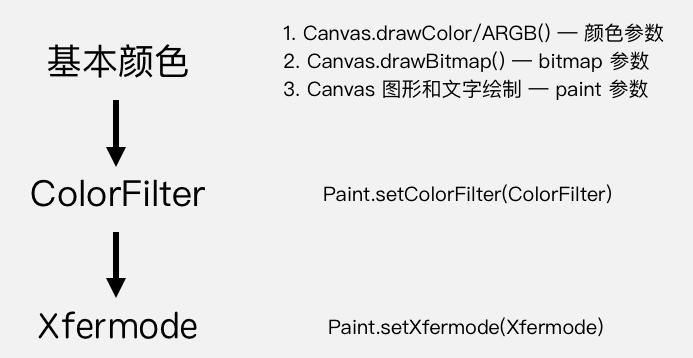 基本颜色
1. Canvas.drawColor/ARGB() — 颜色参数
2. Canvas.drawBitmap() — bitmap 参数
3. Canvas 图形和文字绘制 — paint 参数
ColorFilter
Paint.setColorFilter(ColorFilter)
Xfermode
Paint.setXfermode(Xfermode)